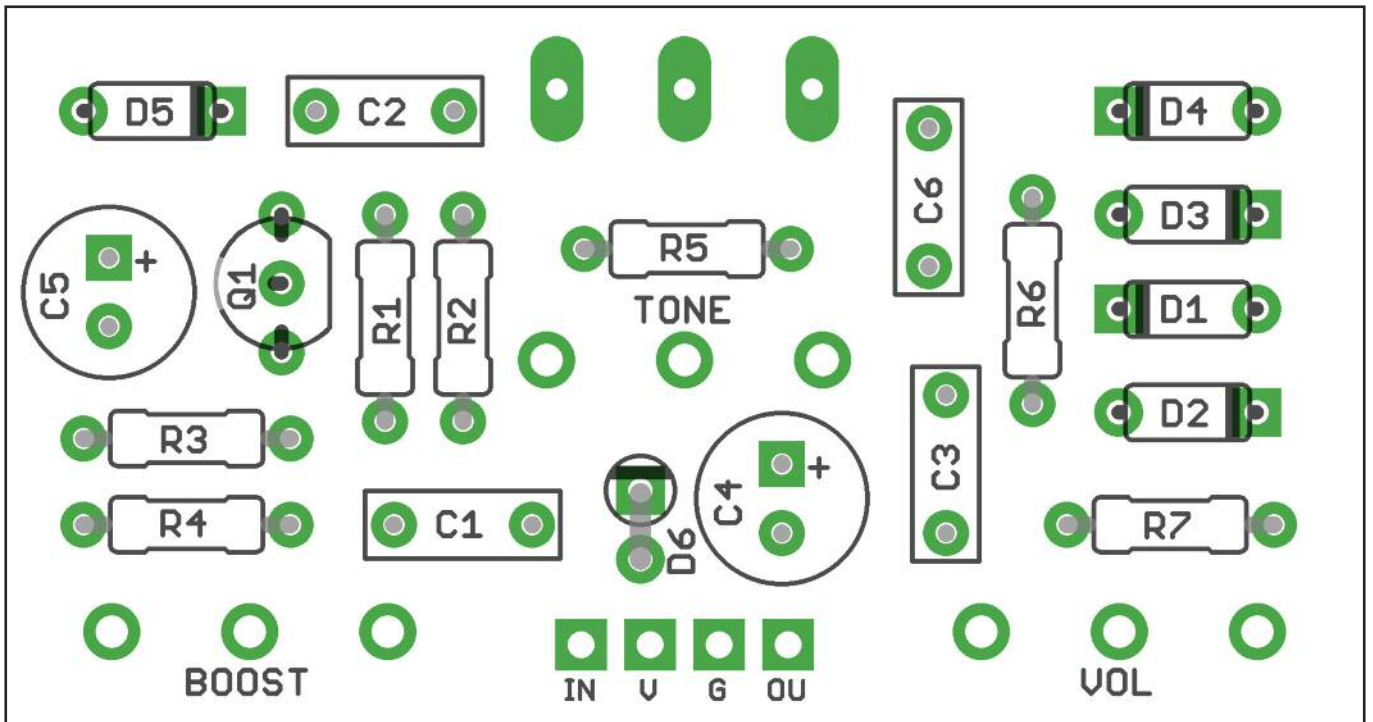 D5
C2
D4
C6
D3
R5
Q1
C5
+
TONE
D1
R1
R2
R6
D2
R3
C3
+
C4
R4
C1
R7
D6
BOOST
IN V G OU
VOL